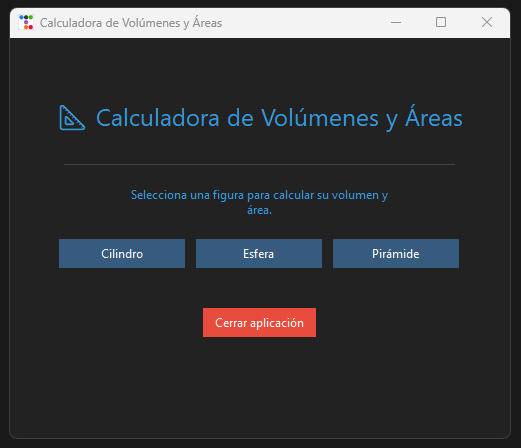 Calculadora de Volúmenes y Áreas
Calculadora de Volúmenes y Áreas
Selecciona una figura para calcular su volumen y
área.
Cilindro
Esfera
Pirámide
Cerrar aplicación